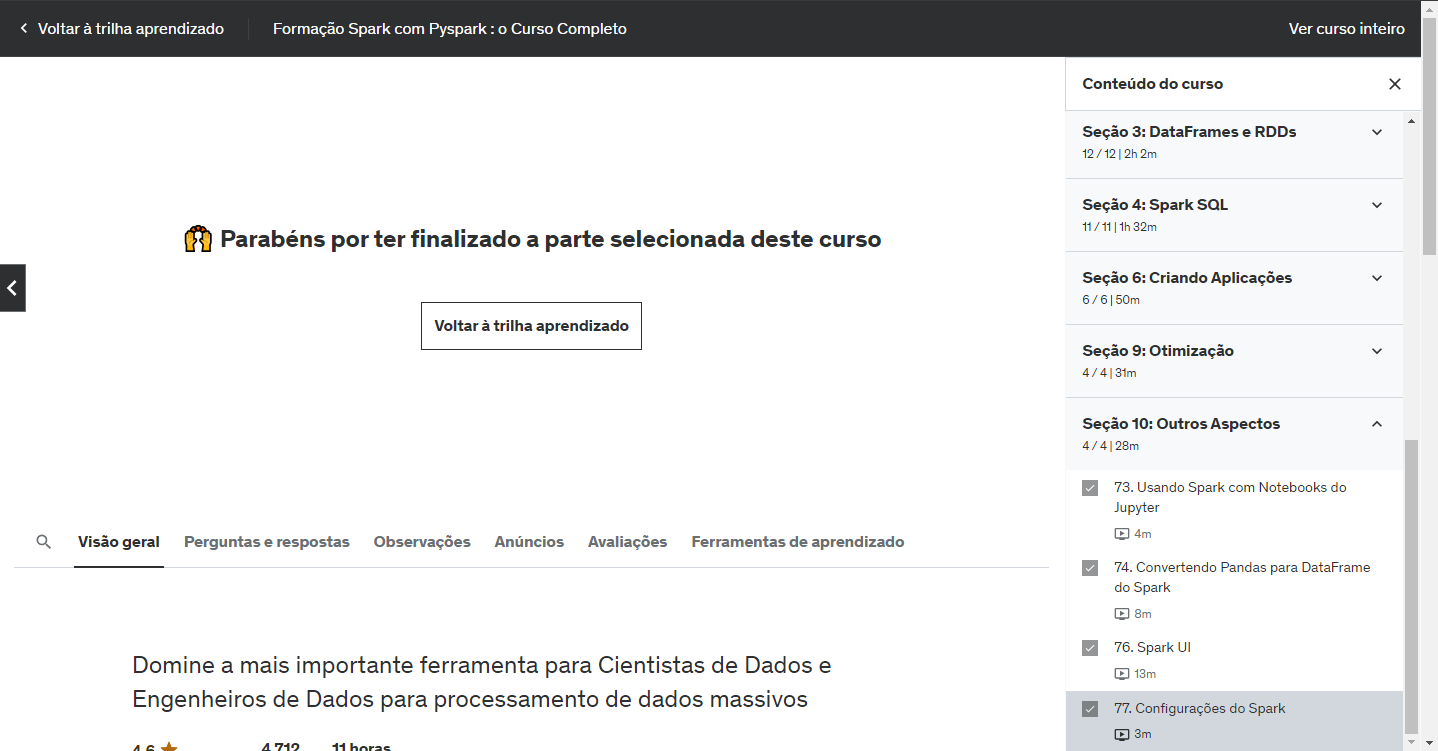 Voltar à trilha aprendizado
Formação Spark com Pyspark : o Curso Completo
Ver curso inteiro
Parabéns por ter finalizado a parte selecionada deste curso
Voltar à trilha aprendizado
Visão geral
Perguntas e respostas
Observações
Anúncios
Avaliações
Ferramentas de aprendizado
Domine a mais importante ferramenta para Cientistas de Dados e
Engenheiros de Dados para processamento de dados massivos
4,6
4.712
11 horas
Conteúdo do curso
Seção 3: DataFrames e RDDs
12 / 12 | 2h 2m
Seção 4: Spark SQL
11 / 11 | 1h 32m
Seção 6: Criando Aplicações
6 / 6 | 50m
Seção 9: Otimização
4 / 4 | 31m
Seção 10: Outros Aspectos
4 / 4 | 28m
73. Usando Spark com Notebooks do
Jupyter
4m
74. Convertendo Pandas para DataFrame
do Spark
8m
76. Spark UI
13m
77. Configurações do Spark
3m